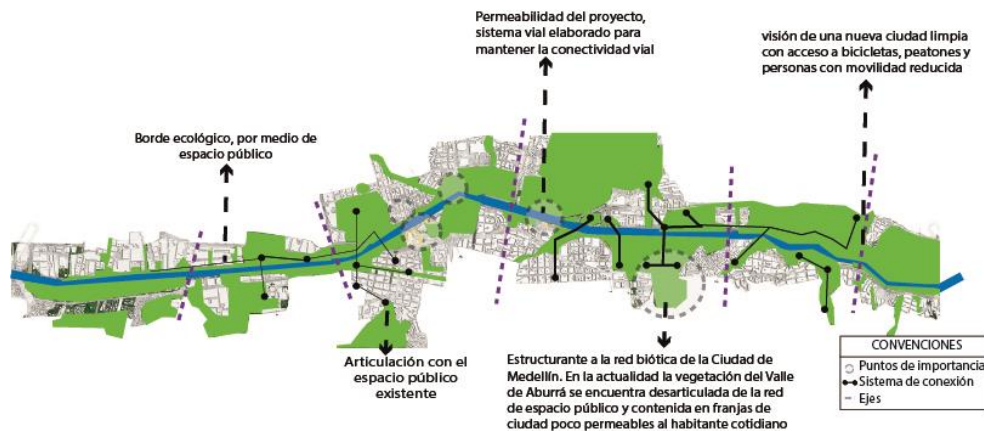 Permeabilidad del proyecto,
sistema vial elaborado para
mantener la conectividad vial
visión de una nueva ciudad limpia
con acceso a bicicletas, peatones y
personas con movilidad reducida
Borde ecológico, por medio de
espacio público
Articulación con el
espacio público
existente
Estructurante a la red biótica de la Ciudad de
Medellín. En la actualidad la vegetación del Valle
de Aburrá se encuentra desarticulada de la red
de espacio público y contenida en franjas de
ciudad poco permeables al habitante cotidiano
CONVENCIONES
Puntos de importancia
Sistema de conexión
Ejes